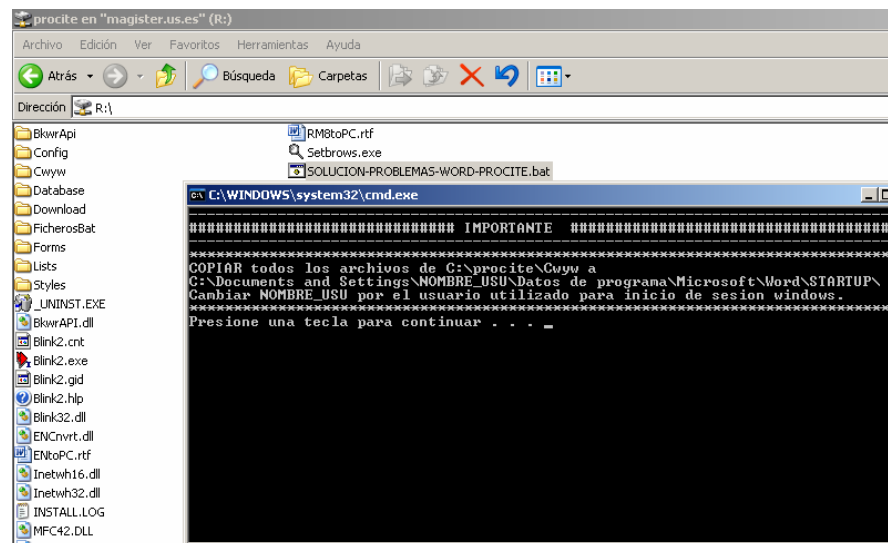 procite en "magister.us.es" (R:)
Archivo Edición Ver Favoritos Herramientas Ayuda
Atrás Búsqueda Carpetas
Dirección R:\
BkwrApi
Config
Cwyw
Database
Download
FicherosBat
Forms
Lists
Styles
_UNINST.EXE
BkwrAPI.dll
Blink2.cnt
Blink2.exe
Blink2.gid
Blink2.hlp
Blink32.dll
ENCnvrt.dll
ENtoPC.rtf
Inetwh16.dll
Inetwh32.dll
INSTALL.LOG
MFC42.DLL
RM8toPC.rtf
Setbrows.exe
SOLUCION-PROBLEMAS-WORD-PROCITE.bat
C:\WINDOWS\system32\cmd.exe
############################## IMPORTANTE ####################################
COPIAR todos los archivos de C:\procite\Cwyw a
C:\Documents and Settings\NOMBRE_USU\Datos de programa\Microsoft\Word\STARTUP\
Cambiar NOMBRE_USU por el usuario utilizado para inicio de sesion windows.
********************************************************************************
Presione una tecla para continuar . . . _